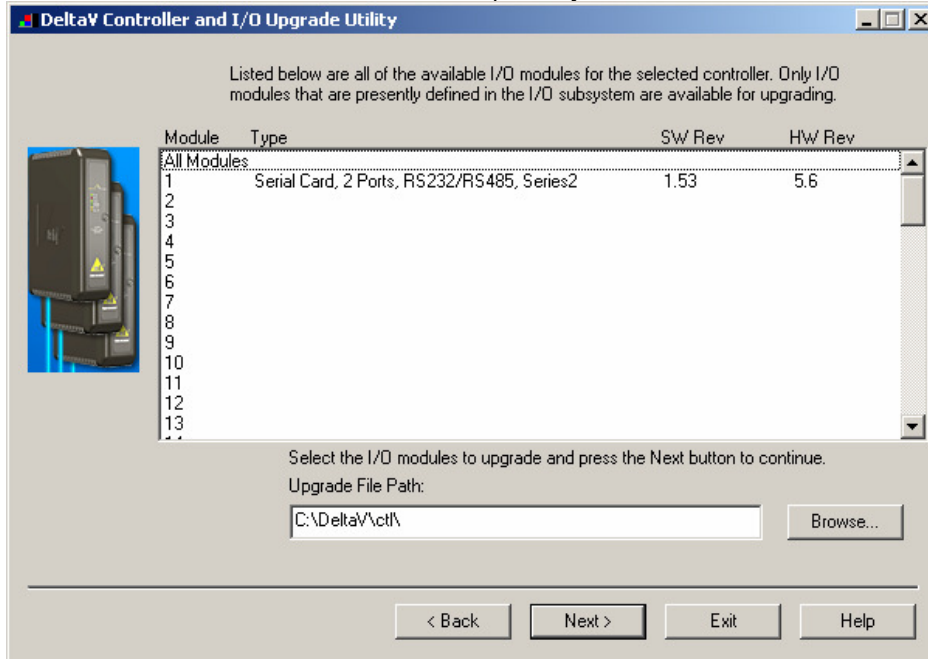 DeltaV Controller and I/O Upgrade Utility
Listed below are all of the available I/O modules for the selected controller. Only I/O
modules that are presently defined in the I/O subsystem are available for upgrading.
Module Type SW Rev HW Rev
All Modules
1 Serial Card, 2 Ports, RS232/RS485, Series2 1.53 5.6
2
3
4
5
6
7
8
9
10
11
12
13
Select the I/O modules to upgrade and press the Next button to continue.
Upgrade File Path:
C:\DeltaV\ctl\
Browse...
< Back Next > Exit Help